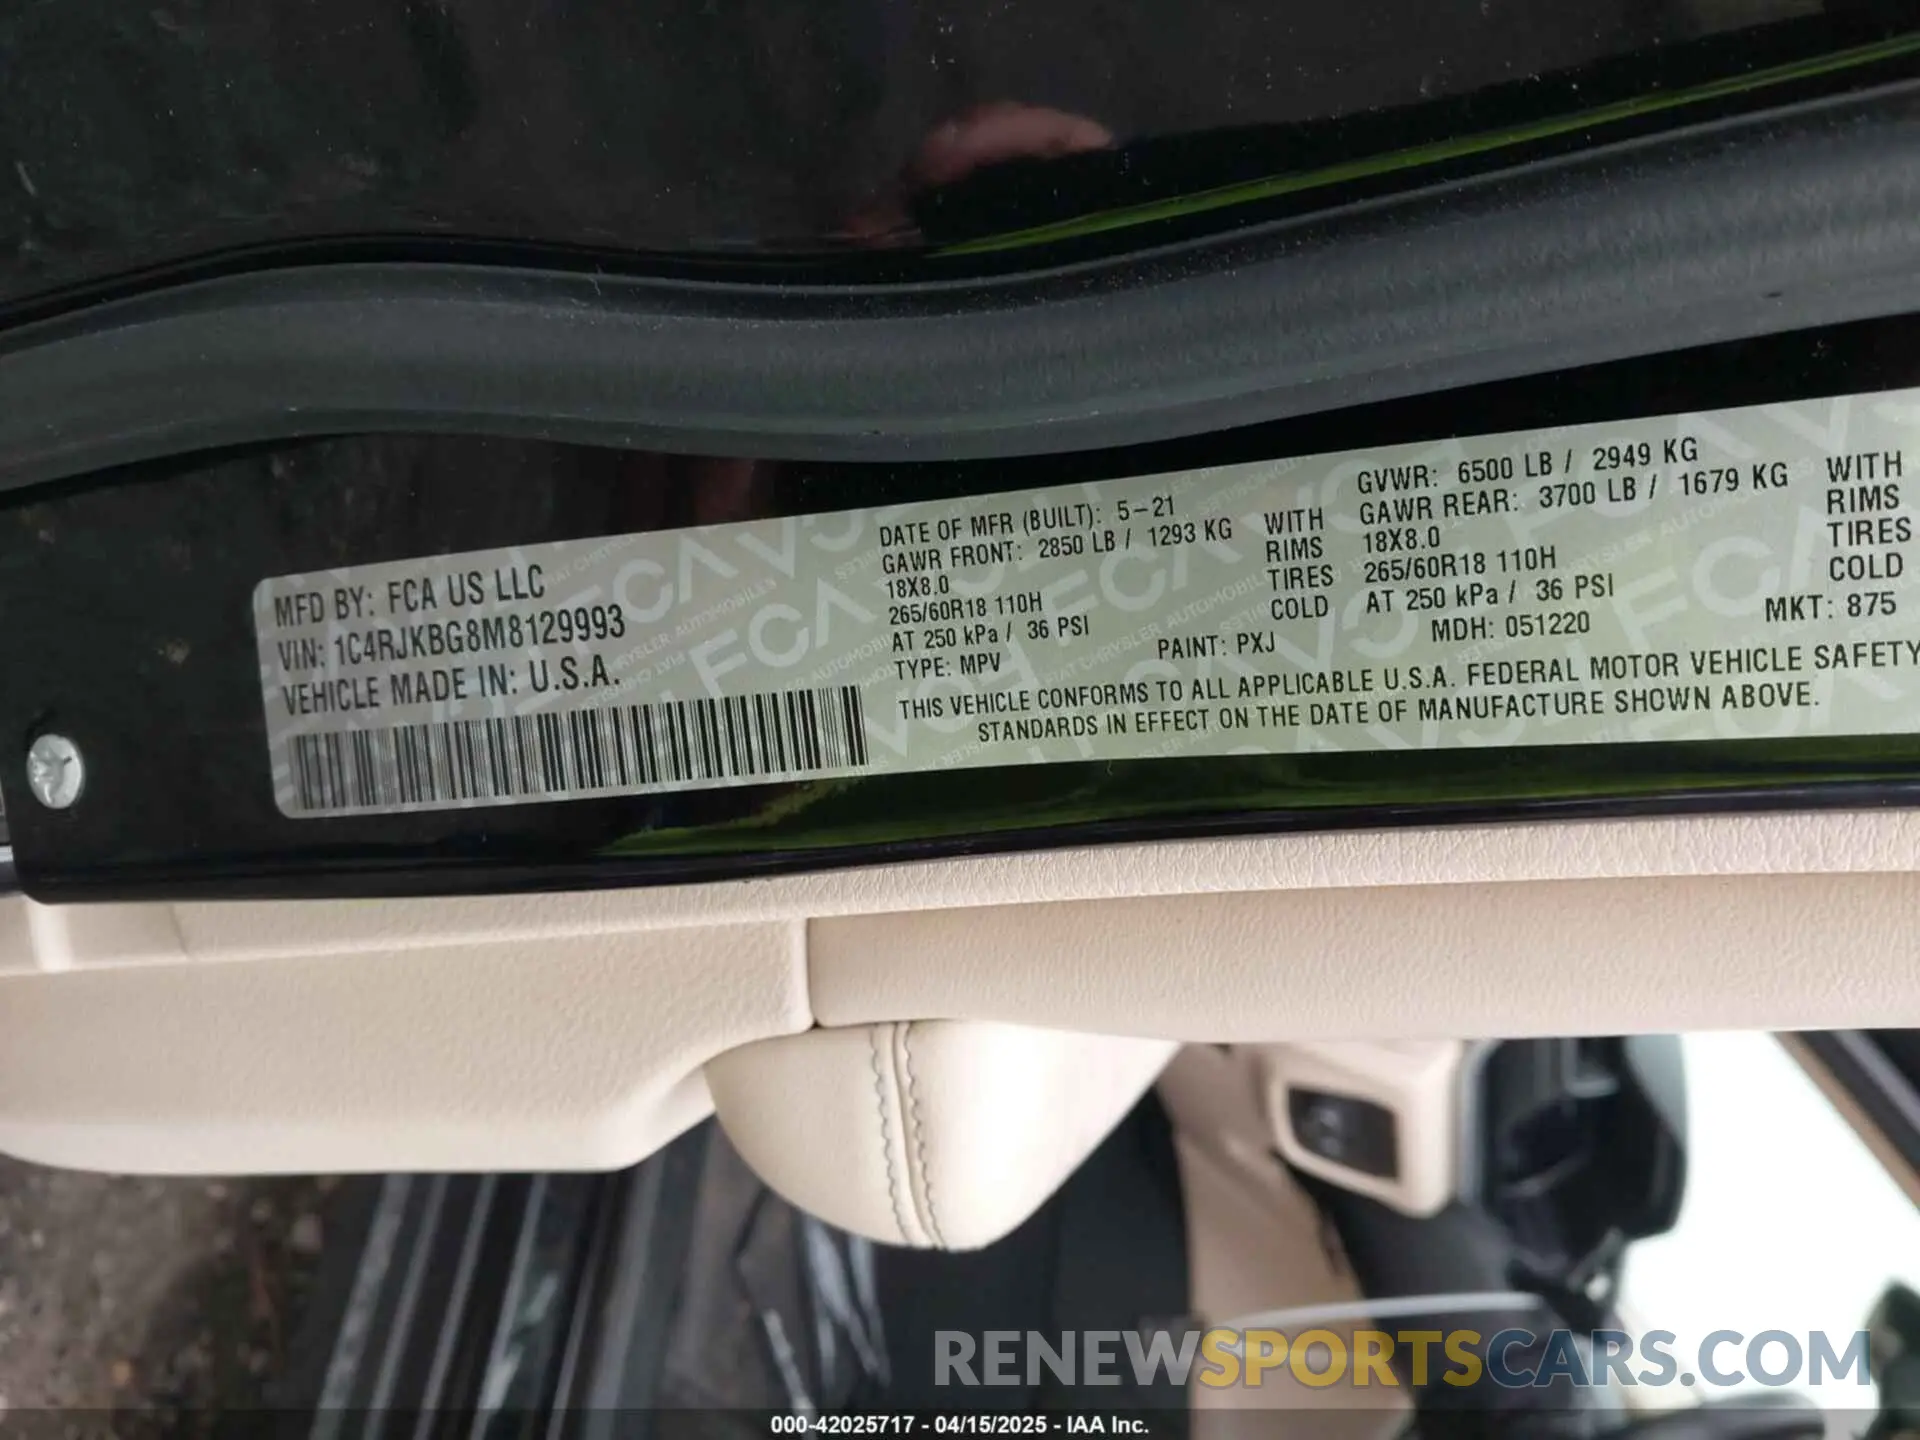 MFD BY: FCA US LLC
VIN: 1C4RJKBG8M8129993
VEHICLE MADE IN: U.S.A.
DATE OF MFR (BUILT): 5-21
GAWR FRONT: 2850 LB / 1293 KG WITH
18X8.0 RIMS
265/60R18 110H TIRES
AT 250 kPa / 36 PSI COLD
TYPE: MPV
GVWR: 6500 LB / 2949 KG
GAWR REAR: 3700 LB / 1679 KG WITH
18X8.0 RIMS
265/60R18 110H TIRES
AT 250 kPa / 36 PSI COLD
PAINT: PXJ MDH: 051220 MKT: 875
THIS VEHICLE CONFORMS TO ALL APPLICABLE U.S.A. FEDERAL MOTOR VEHICLE SAFETY
STANDARDS IN EFFECT ON THE DATE OF MANUFACTURE SHOWN ABOVE.
RENEWSPORTSCARS.COM
000-42025717 - 04/15/2025 - IAA Inc.